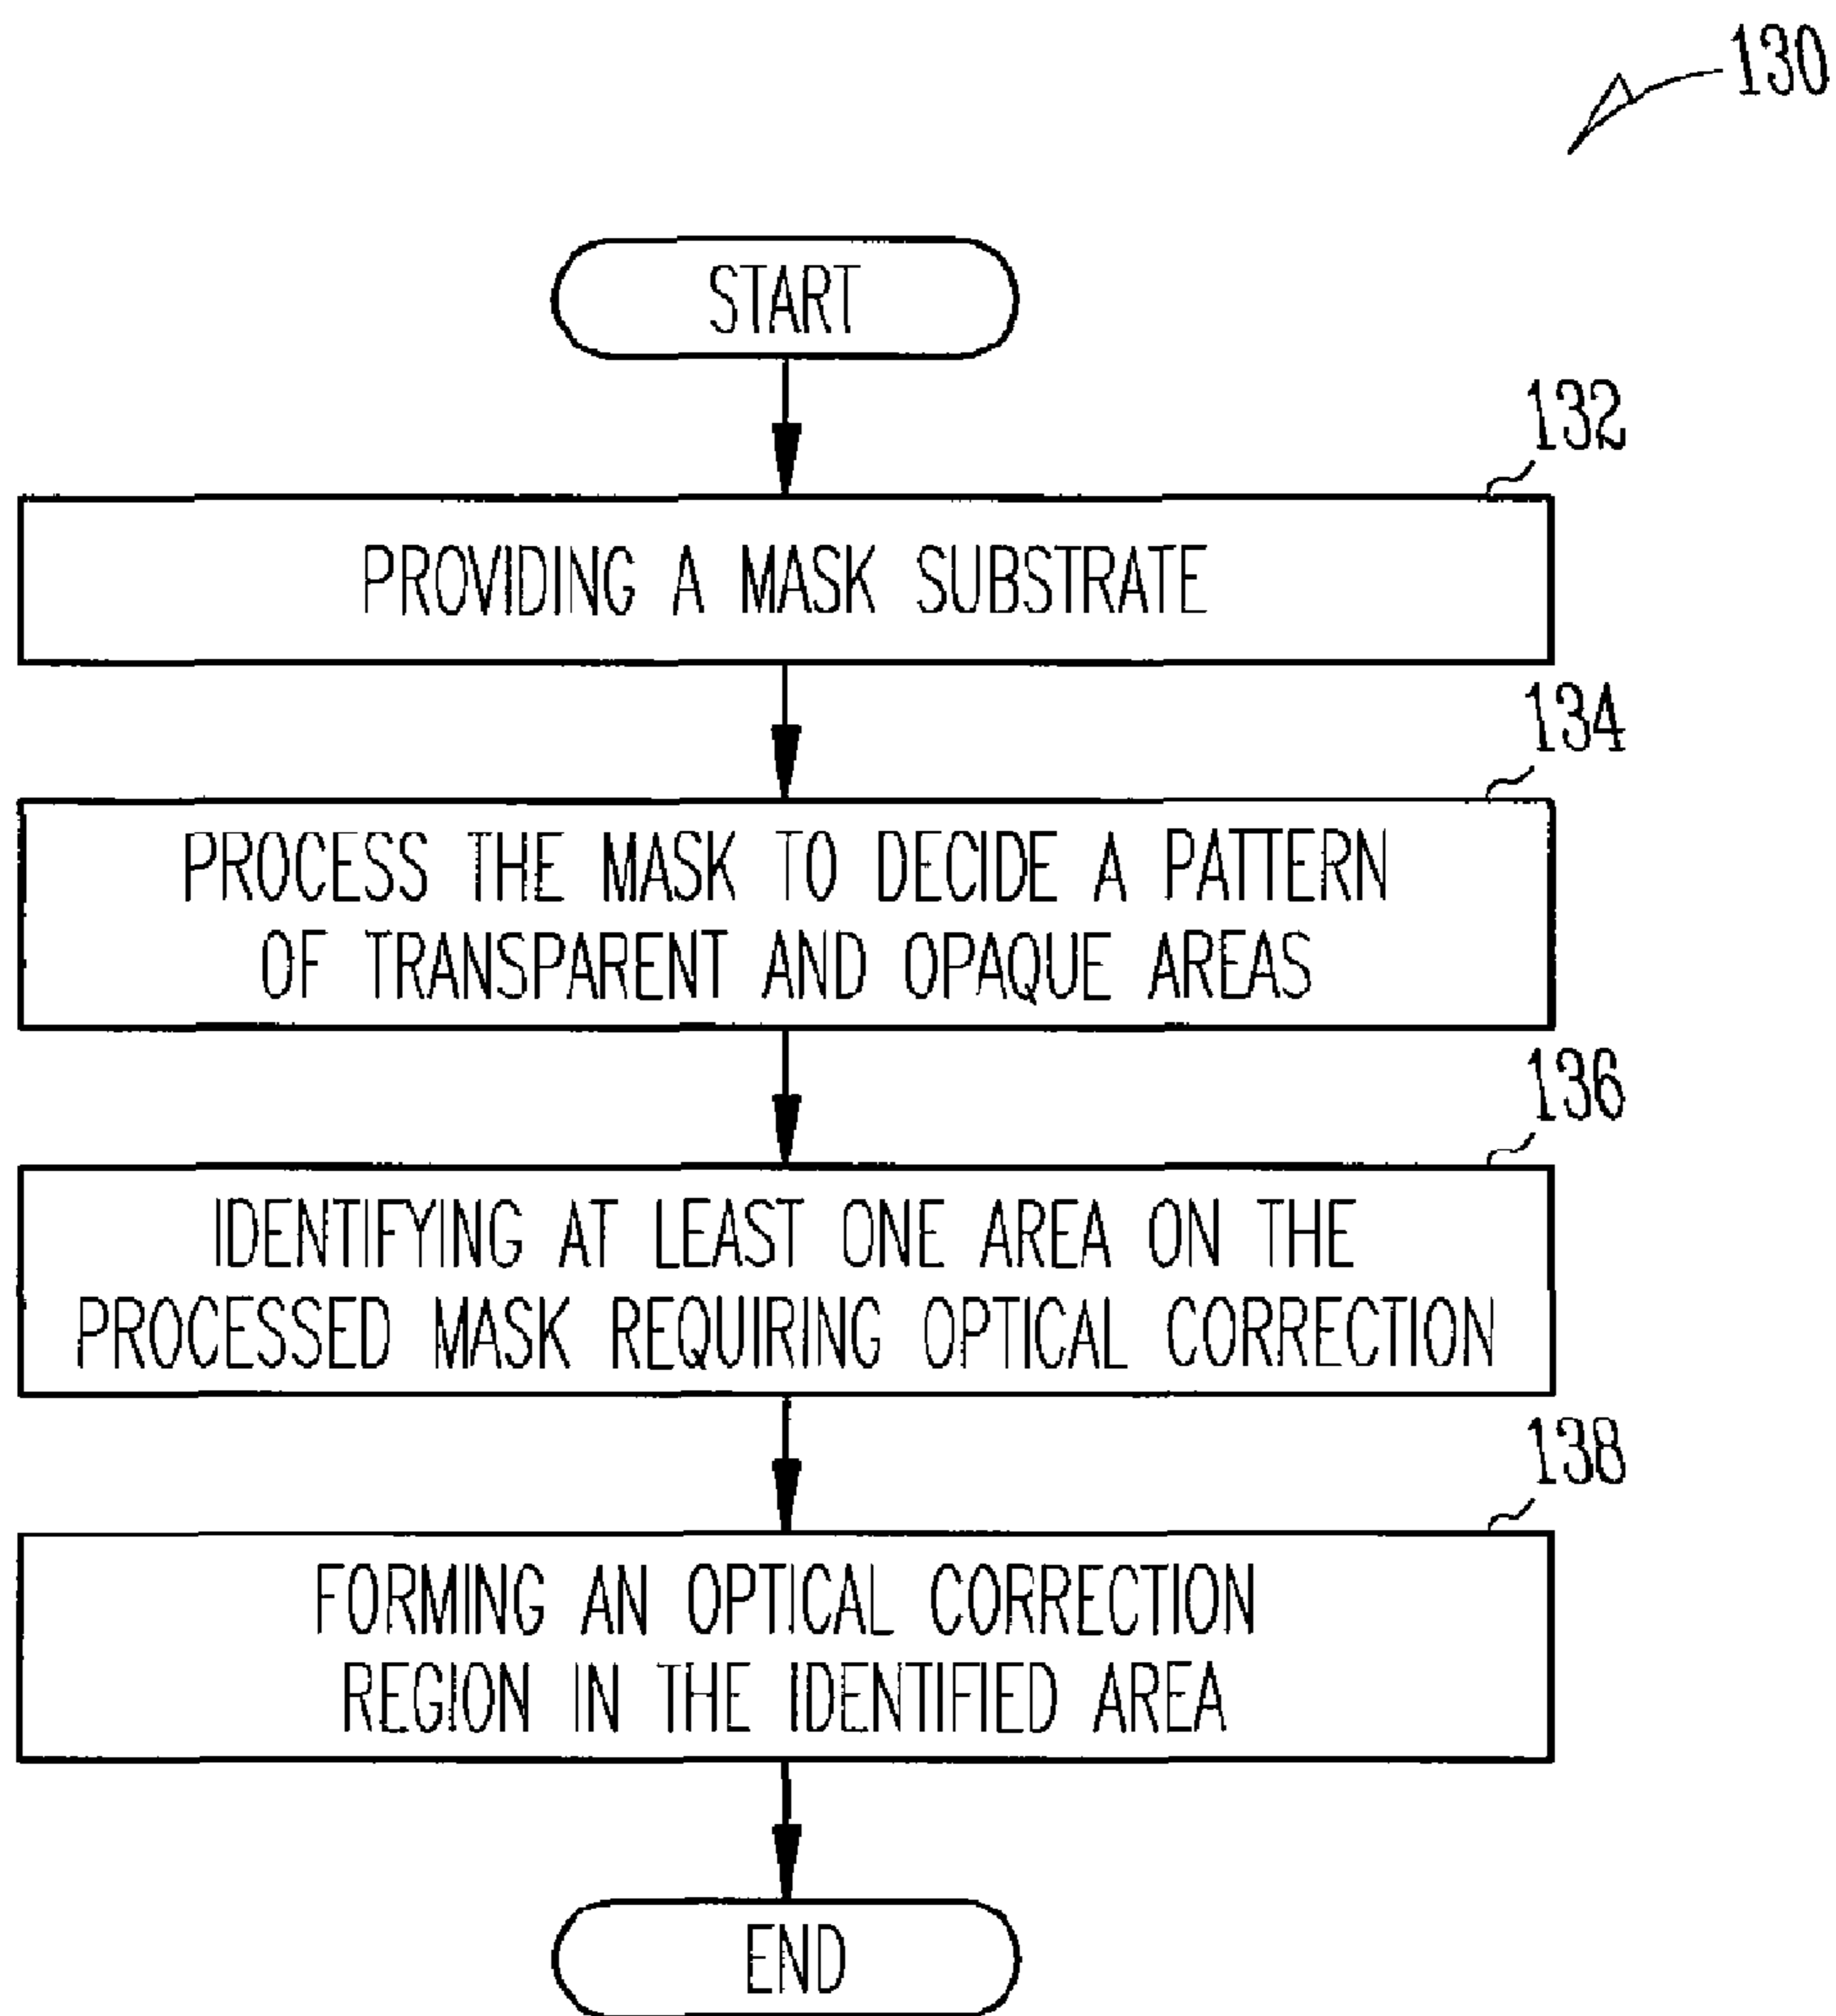 130
START
132
PROVIDING A MASK SUBSTRATE
134
PROCESS THE MASK TO DECIDE A PATTERN
OF TRANSPARENT AND OPAQUE AREAS
136
IDENTIFYING AT LEAST ONE AREA ON THE
PROCESSED MASK REQUIRING OPTICAL CORRECTION
138
FORMING AN OPTICAL CORRECTION
REGION IN THE IDENTIFIED AREA
END